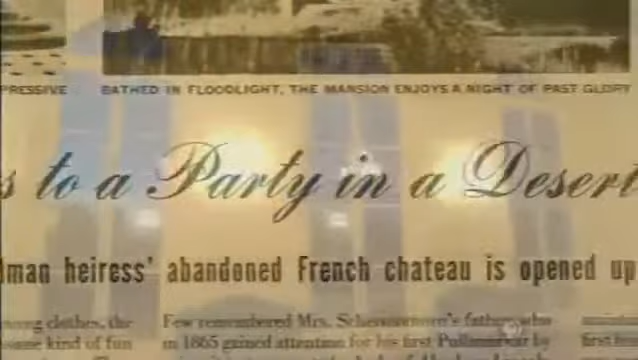 PRESSIVE
BATHED IN FLOODLIGHT, THE MANSION ENJOYS A NIGHT OF PAST GLORY
s to a Party in a Desert
lman heiress' abandoned French chateau is opened up
clothes, the
some kind of fun
Few remembered Mrs. Schermerhorn's father who
in 1865 gained attention for his first Pullman car by
first